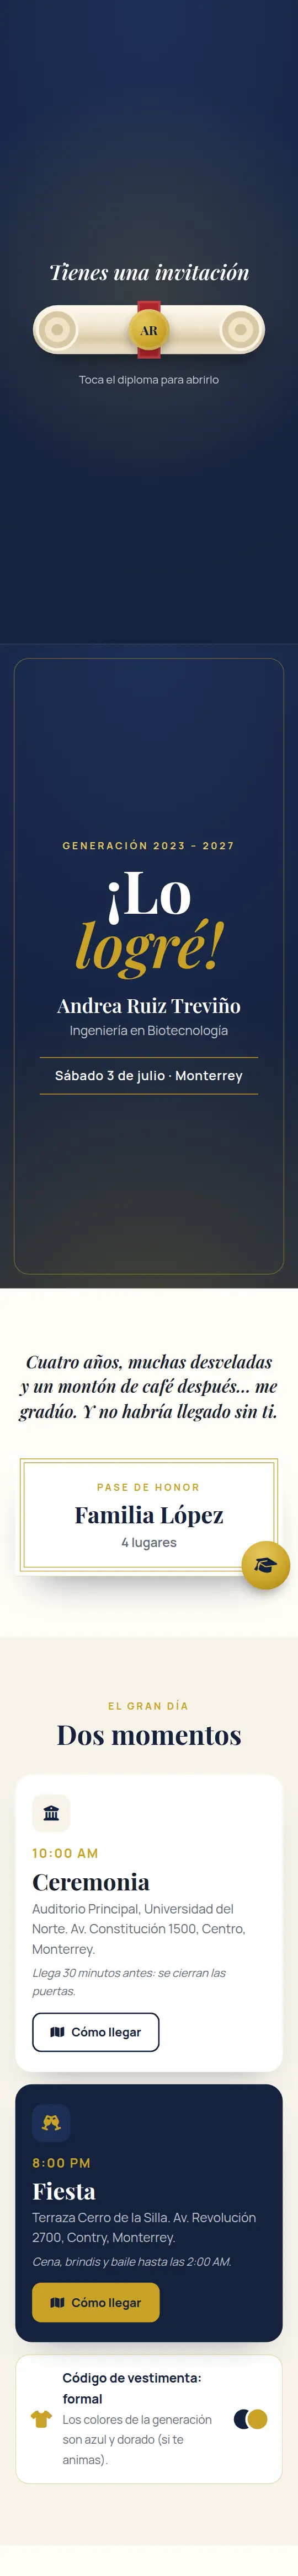 Tienes una invitación
AR
Toca el diploma para abrirlo
GENERACIÓN 2023 – 2027
¡Lo
logré!
Andrea Ruiz Treviño
Ingeniería en Biotecnología
Sábado 3 de julio · Monterrey
Cuatro años, muchas desveladas
y un montón de café después... me
gradúo. Y no habría llegado sin ti.
PASE DE HONOR
Familia López
4 lugares
EL GRAN DÍA
Dos momentos
10:00 AM
Ceremonia
Auditorio Principal, Universidad del
Norte. Av. Constitución 1500, Centro,
Monterrey.
Llega 30 minutos antes: se cierran las
puertas.
Cómo llegar
8:00 PM
Fiesta
Terraza Cerro de la Silla. Av. Revolución
2700, Contry, Monterrey.
Cena, brindis y baile hasta las 2:00 AM.
Cómo llegar
Código de vestimenta:
formal
Los colores de la generación
son azul y dorado (si te
animas).